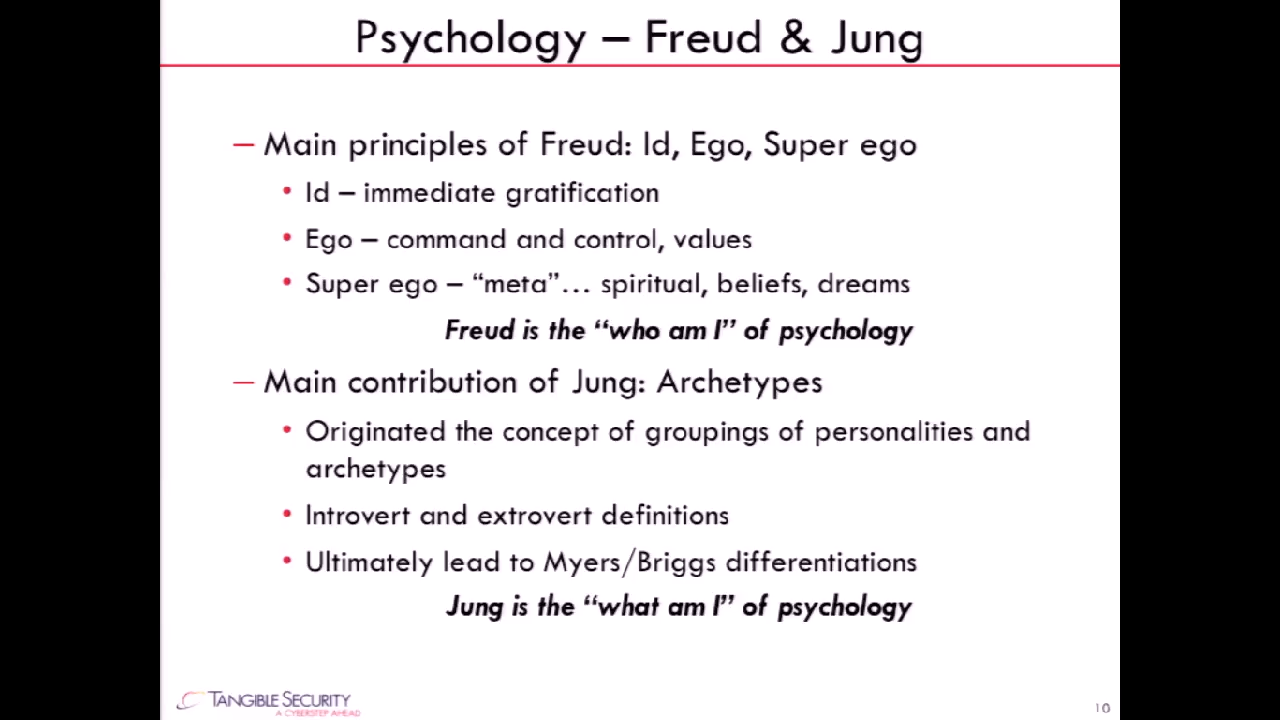 Psychology – Freud & Jung
– Main principles of Freud: Id, Ego, Super ego
• Id – immediate gratification
• Ego – command and control, values
• Super ego – “meta”… spiritual, beliefs, dreams
Freud is the “who am I” of psychology
– Main contribution of Jung: Archetypes
• Originated the concept of groupings of personalities and
archetypes
• Introvert and extrovert definitions
• Ultimately lead to Myers/Briggs differentiations
Jung is the “what am I” of psychology
TANGIBLE SECURITY
A CYBERSTEP AHEAD
10